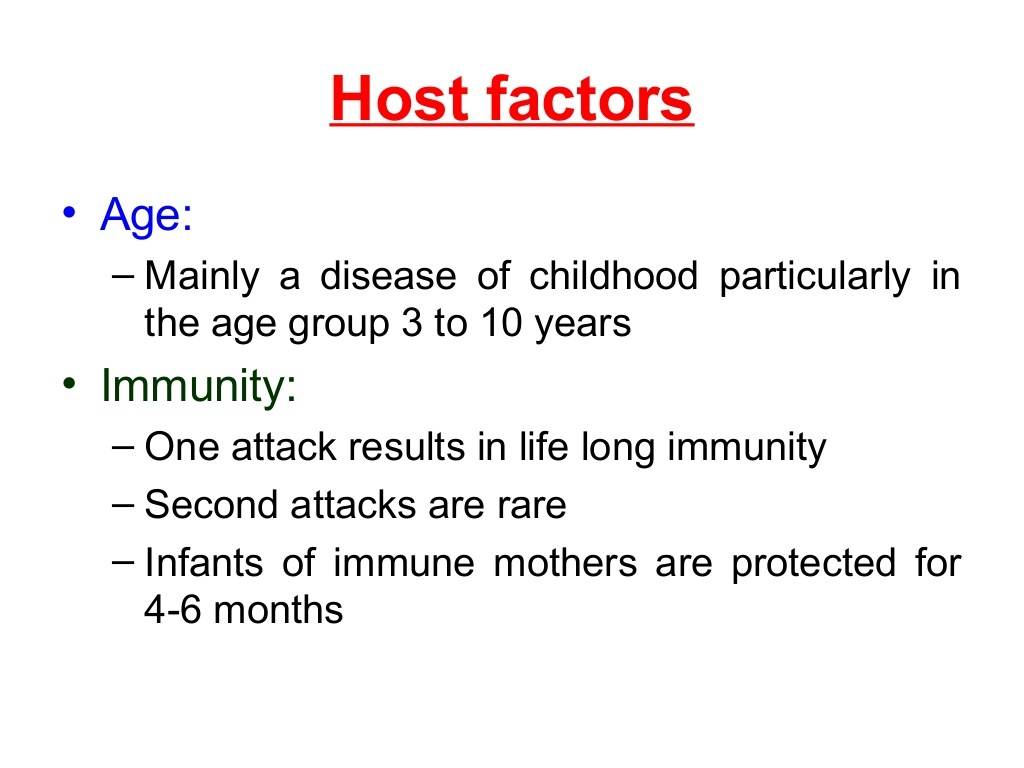 Host factors
• Age:
– Mainly a disease of childhood particularly in
the age group 3 to 10 years
• Immunity:
– One attack results in life long immunity
– Second attacks are rare
– Infants of immune mothers are protected for
4-6 months